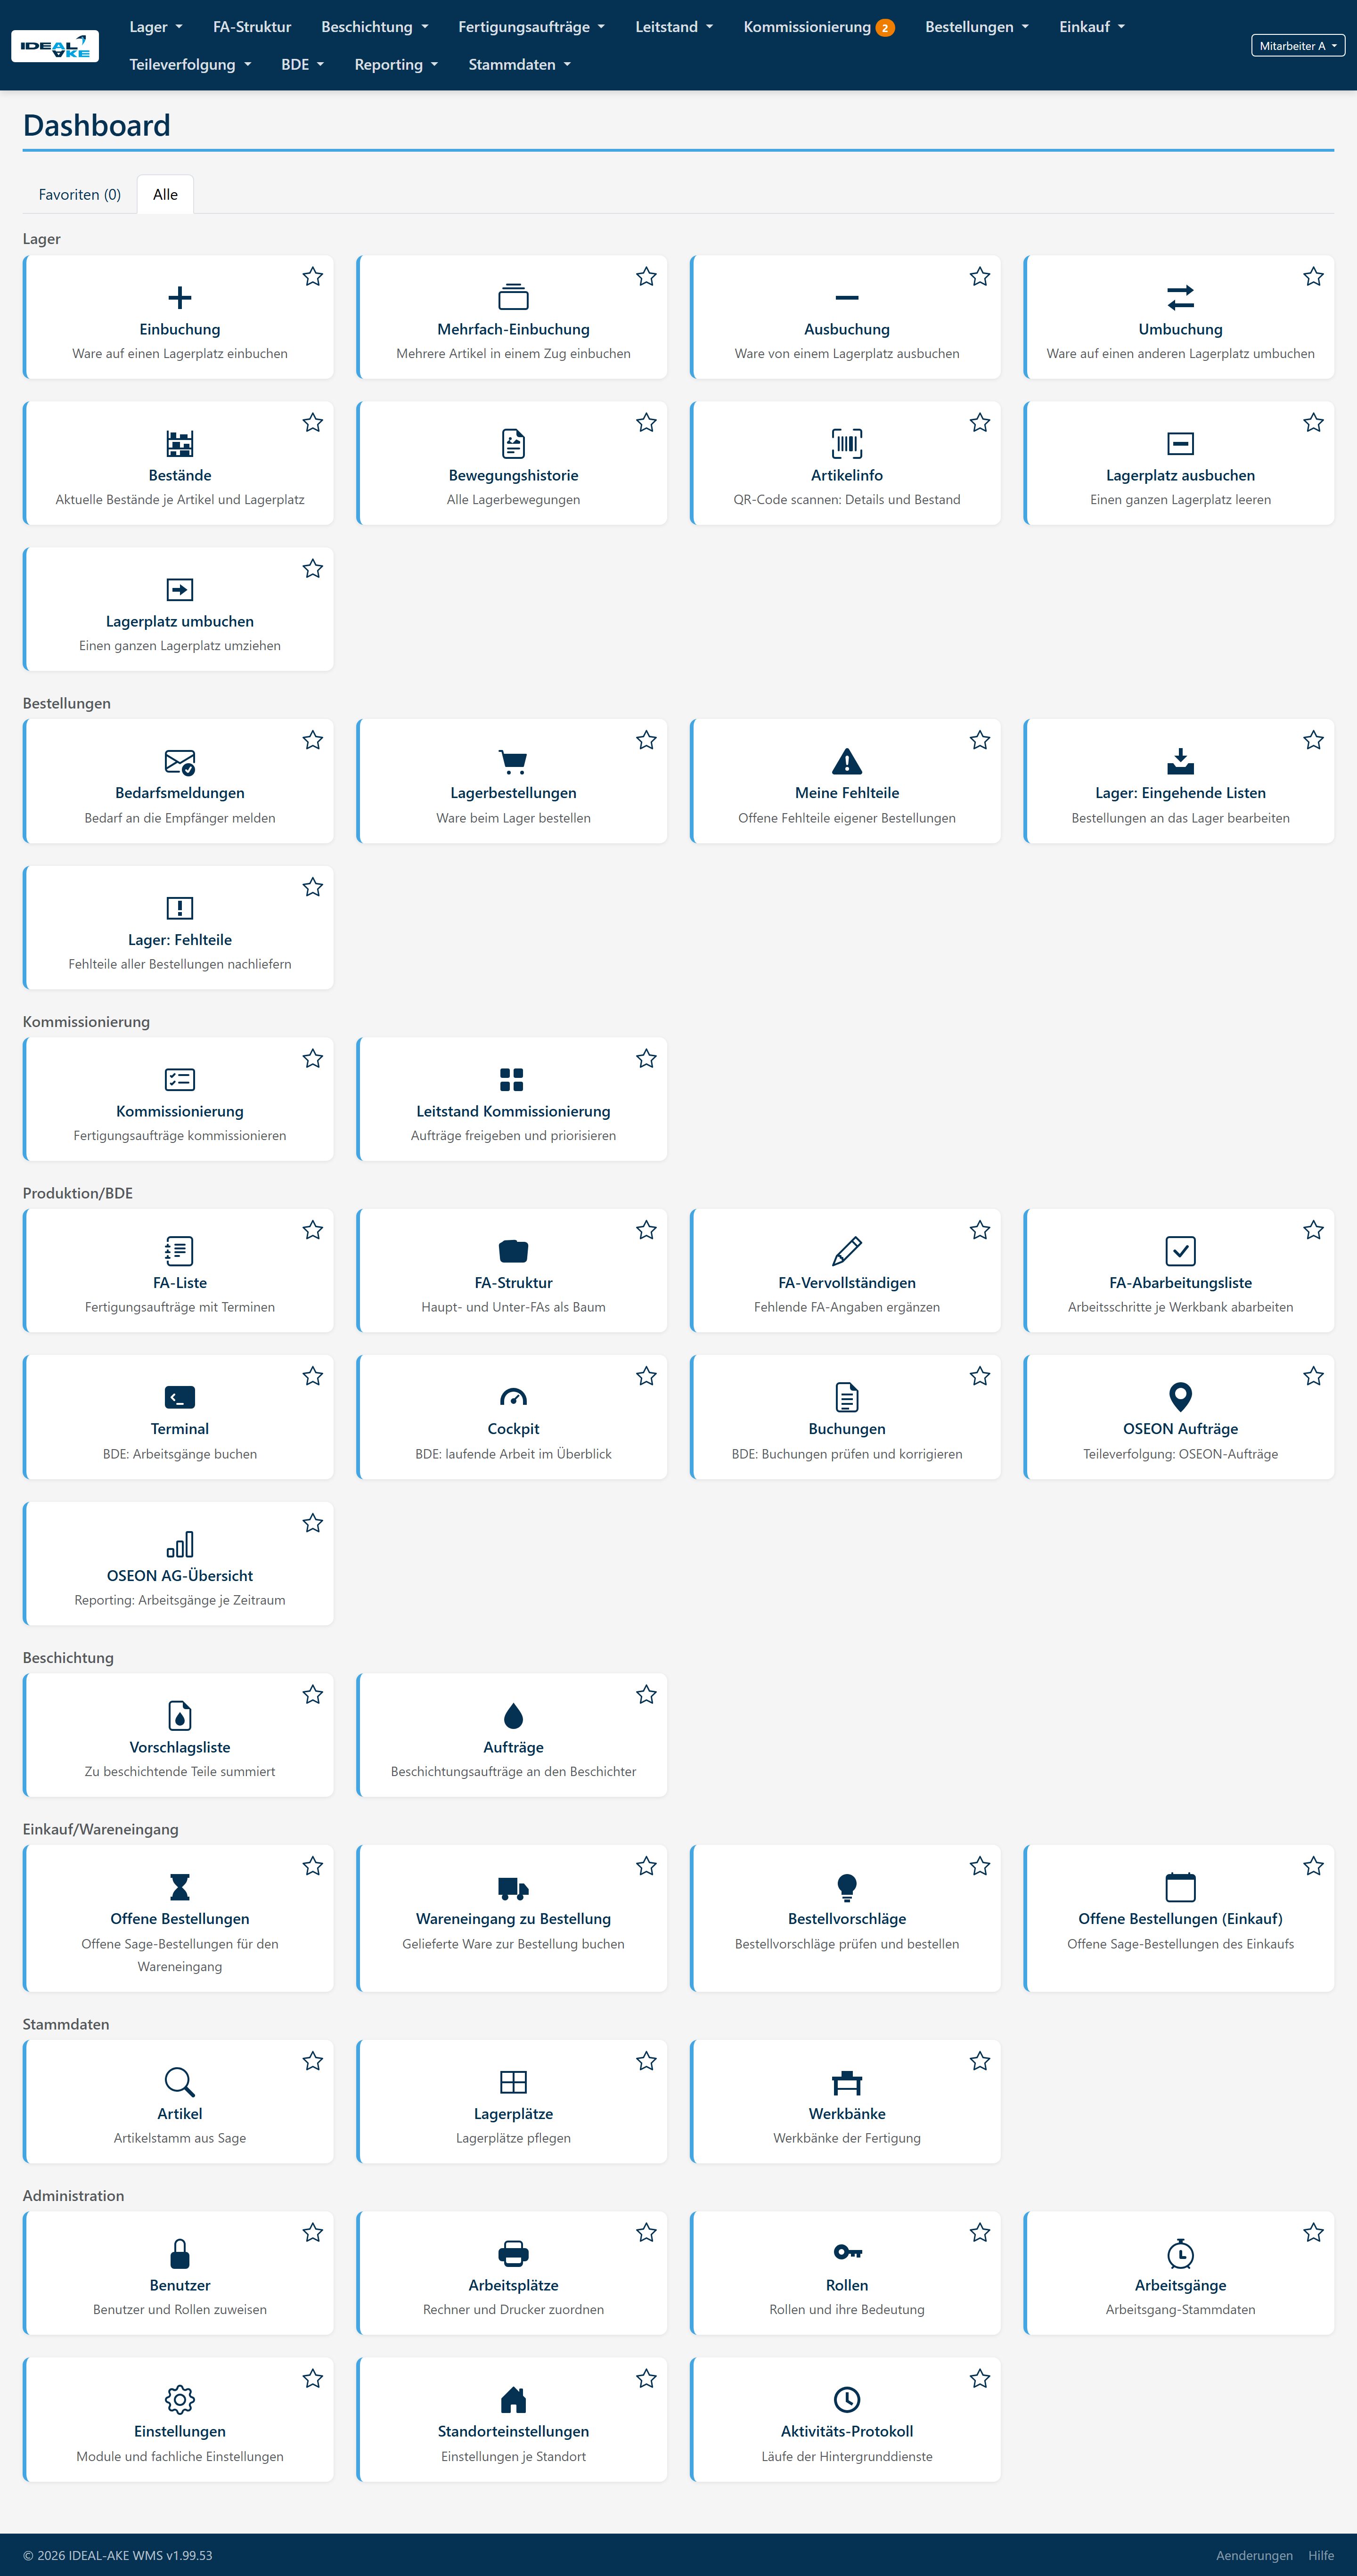 IDEAL AKE
Lager
FA-Struktur
Beschichtung
Fertigungsaufträge
Leitstand
Kommissionierung 2
Bestellungen
Einkauf
Teileverfolgung
BDE
Reporting
Stammdaten
Mitarbeiter A
Dashboard
Favoriten (0)
Alle
Lager
Einbuchung
Ware auf einen Lagerplatz einbuchen
Mehrfach-Einbuchung
Mehrere Artikel in einem Zug einbuchen
Ausbuchung
Ware von einem Lagerplatz ausbuchen
Umbuchung
Ware auf einen anderen Lagerplatz umbuchen
Bestände
Aktuelle Bestände je Artikel und Lagerplatz
Bewegungshistorie
Alle Lagerbewegungen
Artikelinfo
QR-Code scannen: Details und Bestand
Lagerplatz ausbuchen
Einen ganzen Lagerplatz leeren
Lagerplatz umbuchen
Einen ganzen Lagerplatz umziehen
Bestellungen
Bedarfsmeldungen
Bedarf an die Empfänger melden
Lagerbestellungen
Ware beim Lager bestellen
Meine Fehlteile
Offene Fehlteile eigener Bestellungen
Lager: Eingehende Listen
Bestellungen an das Lager bearbeiten
Lager: Fehlteile
Fehlteile aller Bestellungen nachliefern
Kommissionierung
Kommissionierung
Fertigungsaufträge kommissionieren
Leitstand Kommissionierung
Aufträge freigeben und priorisieren
Produktion/BDE
FA-Liste
Fertigungsaufträge mit Terminen
FA-Struktur
Haupt- und Unter-FAs als Baum
FA-Vervollständigen
Fehlende FA-Angaben ergänzen
FA-Abarbeitungsliste
Arbeitsschritte je Werkbank abarbeiten
Terminal
BDE: Arbeitsgänge buchen
Cockpit
BDE: laufende Arbeit im Überblick
Buchungen
BDE: Buchungen prüfen und korrigieren
OSEON Aufträge
Teileverfolgung: OSEON-Aufträge
OSEON AG-Übersicht
Reporting: Arbeitsgänge je Zeitraum
Beschichtung
Vorschlagsliste
Zu beschichtende Teile summiert
Aufträge
Beschichtungsaufträge an den Beschichter
Einkauf/Wareneingang
Offene Bestellungen
Offene Sage-Bestellungen für den
Wareneingang
Wareneingang zu Bestellung
Gelieferte Ware zur Bestellung buchen
Bestellvorschläge
Bestellvorschläge prüfen und bestellen
Offene Bestellungen (Einkauf)
Offene Sage-Bestellungen des Einkaufs
Stammdaten
Artikel
Artikelstamm aus Sage
Lagerplätze
Lagerplätze pflegen
Werkbänke
Werkbänke der Fertigung
Administration
Benutzer
Benutzer und Rollen zuweisen
Arbeitsplätze
Rechner und Drucker zuordnen
Rollen
Rollen und ihre Bedeutung
Arbeitsgänge
Arbeitsgang-Stammdaten
Einstellungen
Module und fachliche Einstellungen
Standorteinstellungen
Einstellungen je Standort
Aktivitäts-Protokoll
Läufe der Hintergrunddienste
© 2026 IDEAL-AKE WMS v1.99.53
Aenderungen
Hilfe